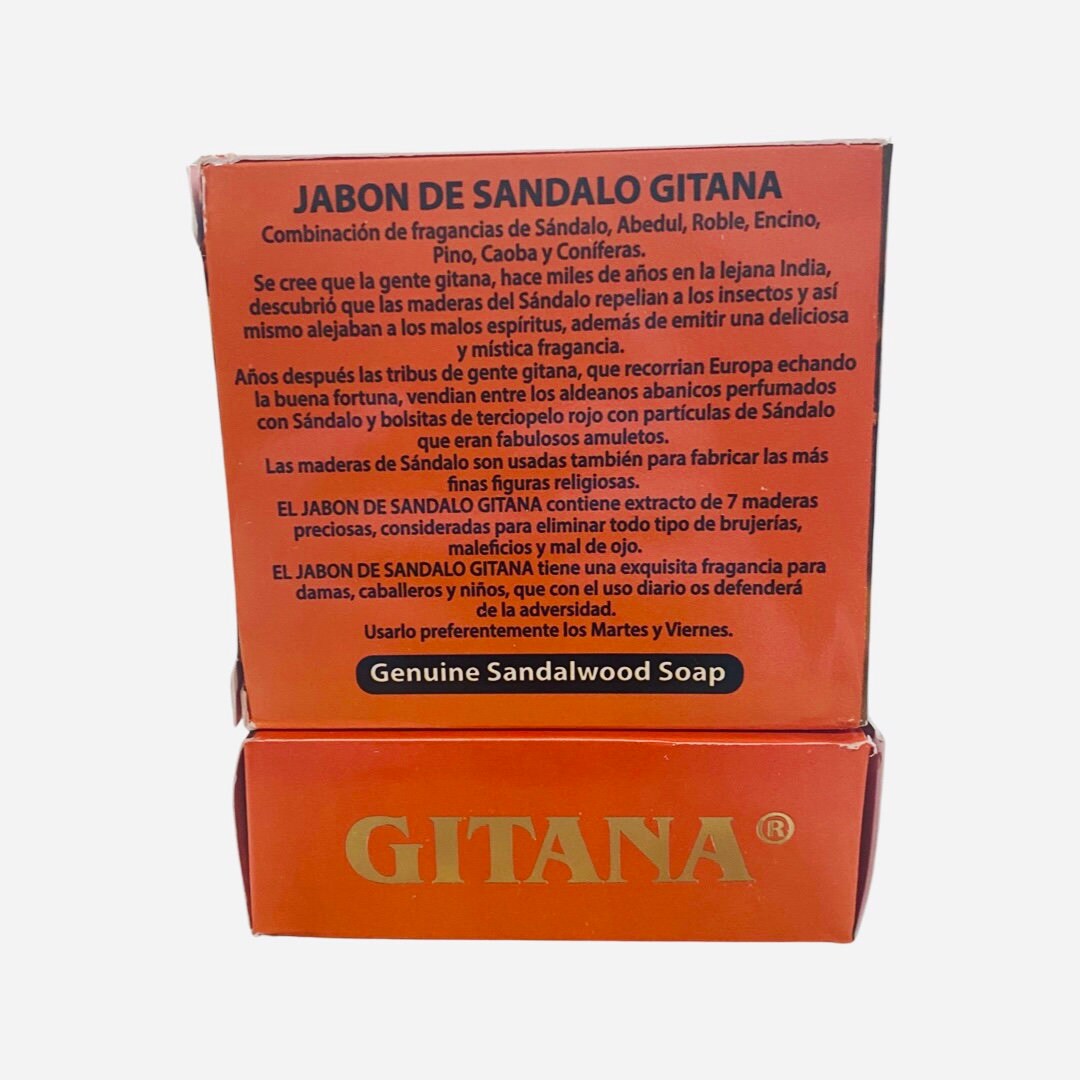 JABON DE SANDALO GITANA
Combinación de fragancias de Sándalo, Abedul, Roble, Encino,
Pino, Caoba y Coníferas.
Se cree que la gente gitana, hace miles de años en la lejana India,
descubrió que las maderas del Sándalo repelian a los insectos y así
mismo alejaban a los malos espíritus, además de emitir una deliciosa
y mística fragancia.
Años después las tribus de gente gitana, que recorrian Europa echando
la buena fortuna, vendian entre los aldeanos abanicos perfumados
con Sándalo y bolsitas de terciopelo rojo con partículas de Sándalo
que eran fabulosos amuletos.
Las maderas de Sándalo son usadas también para fabricar las más
finas figuras religiosas.
EL JABON DE SANDALO GITANA contiene extracto de 7 maderas
preciosas, consideradas para eliminar todo tipo de brujerías,
maleficios y mal de ojo.
EL JABON DE SANDALO GITANA tiene una exquisita fragancia para
damas, caballeros y niños, que con el uso diario os defenderá
de la adversidad.
Usarlo preferentemente los Martes y Viernes.
Genuine Sandalwood Soap
GITANA®